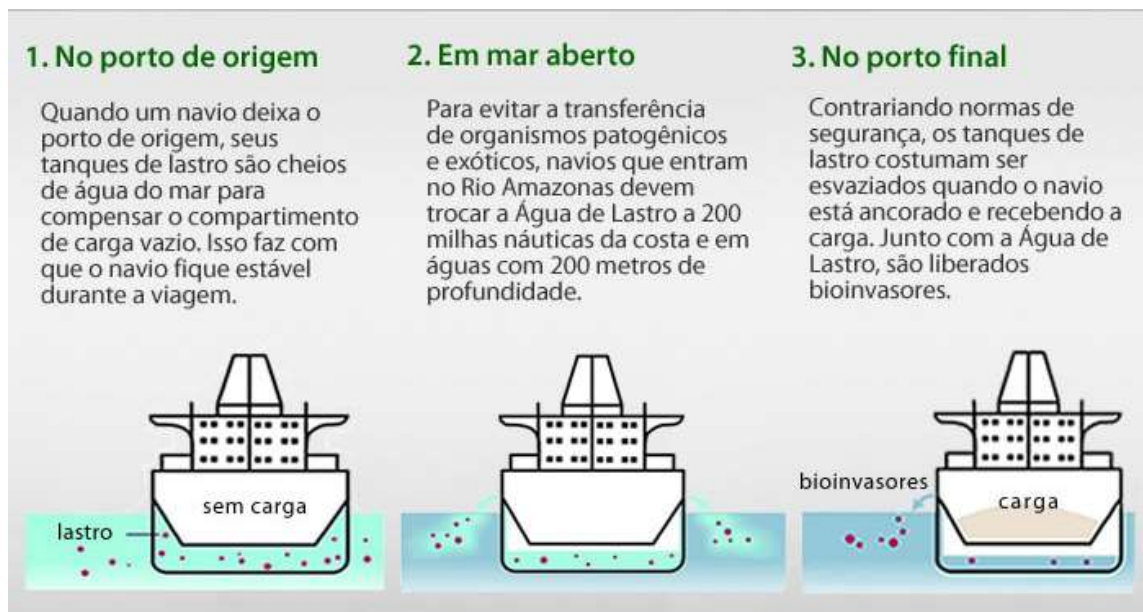 1. No porto de origem
Quando um navio deixa o
porto de origem, seus
tanques de lastro são cheios
de água do mar para
compensar o compartimento
de carga vazio. Isso faz com
que o navio fique estável
durante a viagem.
2. Em mar aberto
Para evitar a transferência
de organismos patogênicos
e exóticos, navios que entram
no Rio Amazonas devem
trocar a Água de Lastro a 200
milhas náuticas da costa e em
águas com 200 metros de
profundidade.
3. No porto final
Contrariando normas de
segurança, os tanques de
lastro costumam ser
esvaziados quando o navio
está ancorado e recebendo a
carga. Junto com a Água de
Lastro, são liberados
bioinvasores.
sem carga
lastro
bioinvasores
carga